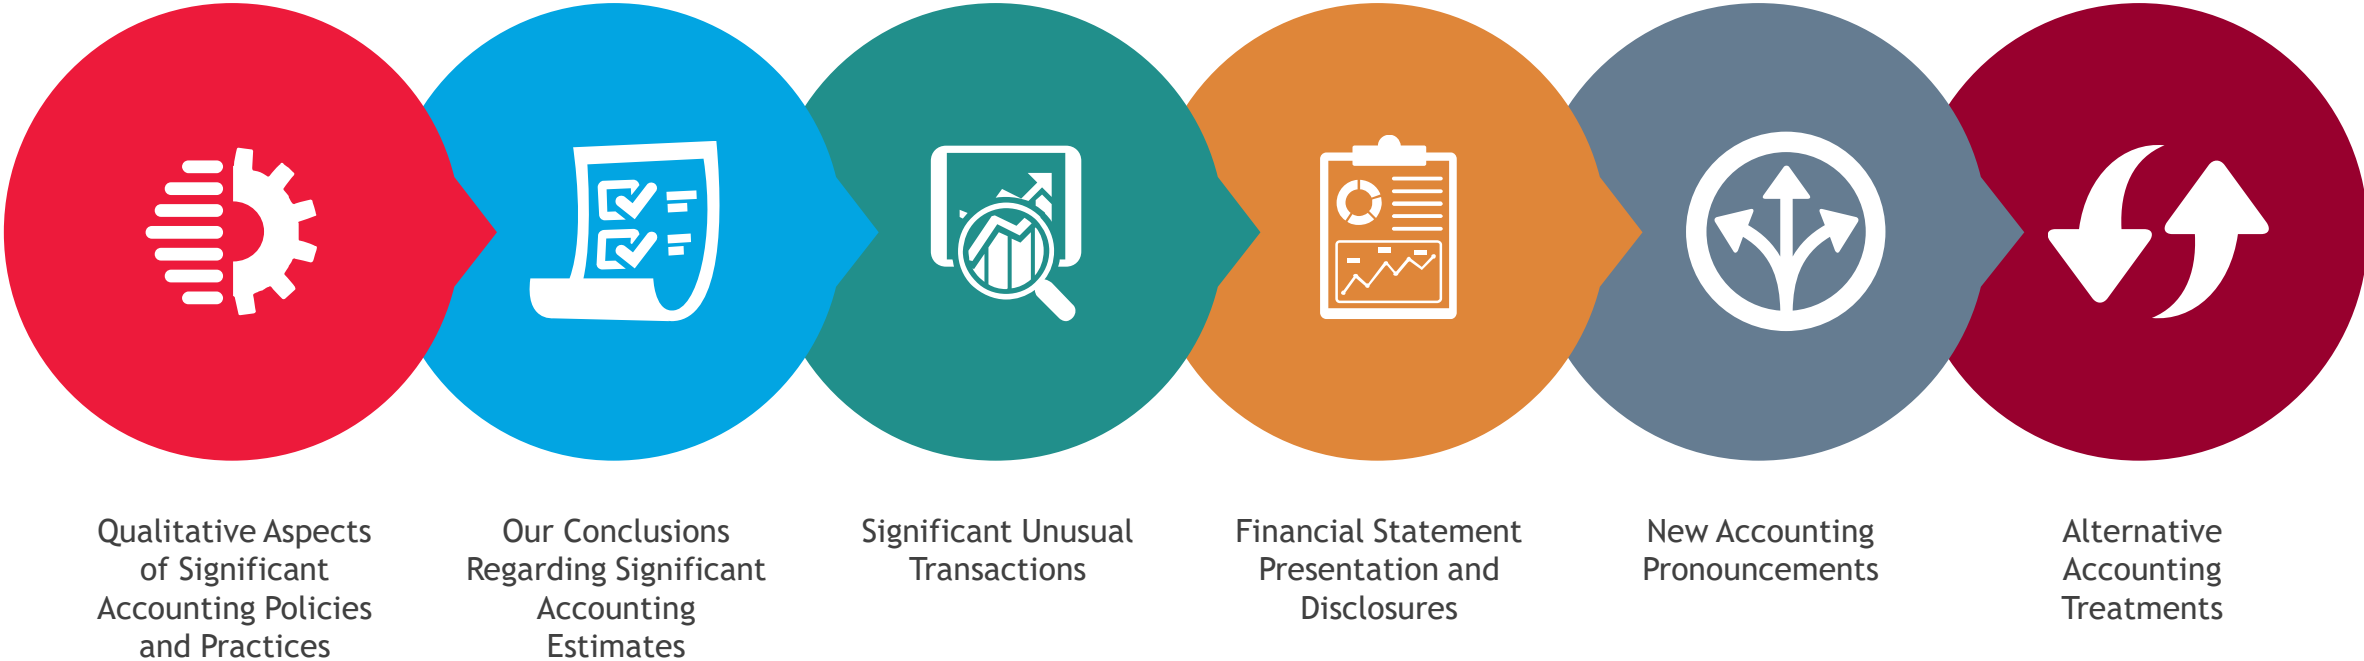 Qualitative Aspects
of Significant
Accounting Policies
and Practices
Our Conclusions
Regarding Significant
Accounting
Estimates
Significant Unusual
Transactions
Financial Statement
Presentation and
Disclosures
New Accounting
Pronouncements
Alternative
Accounting
Treatments